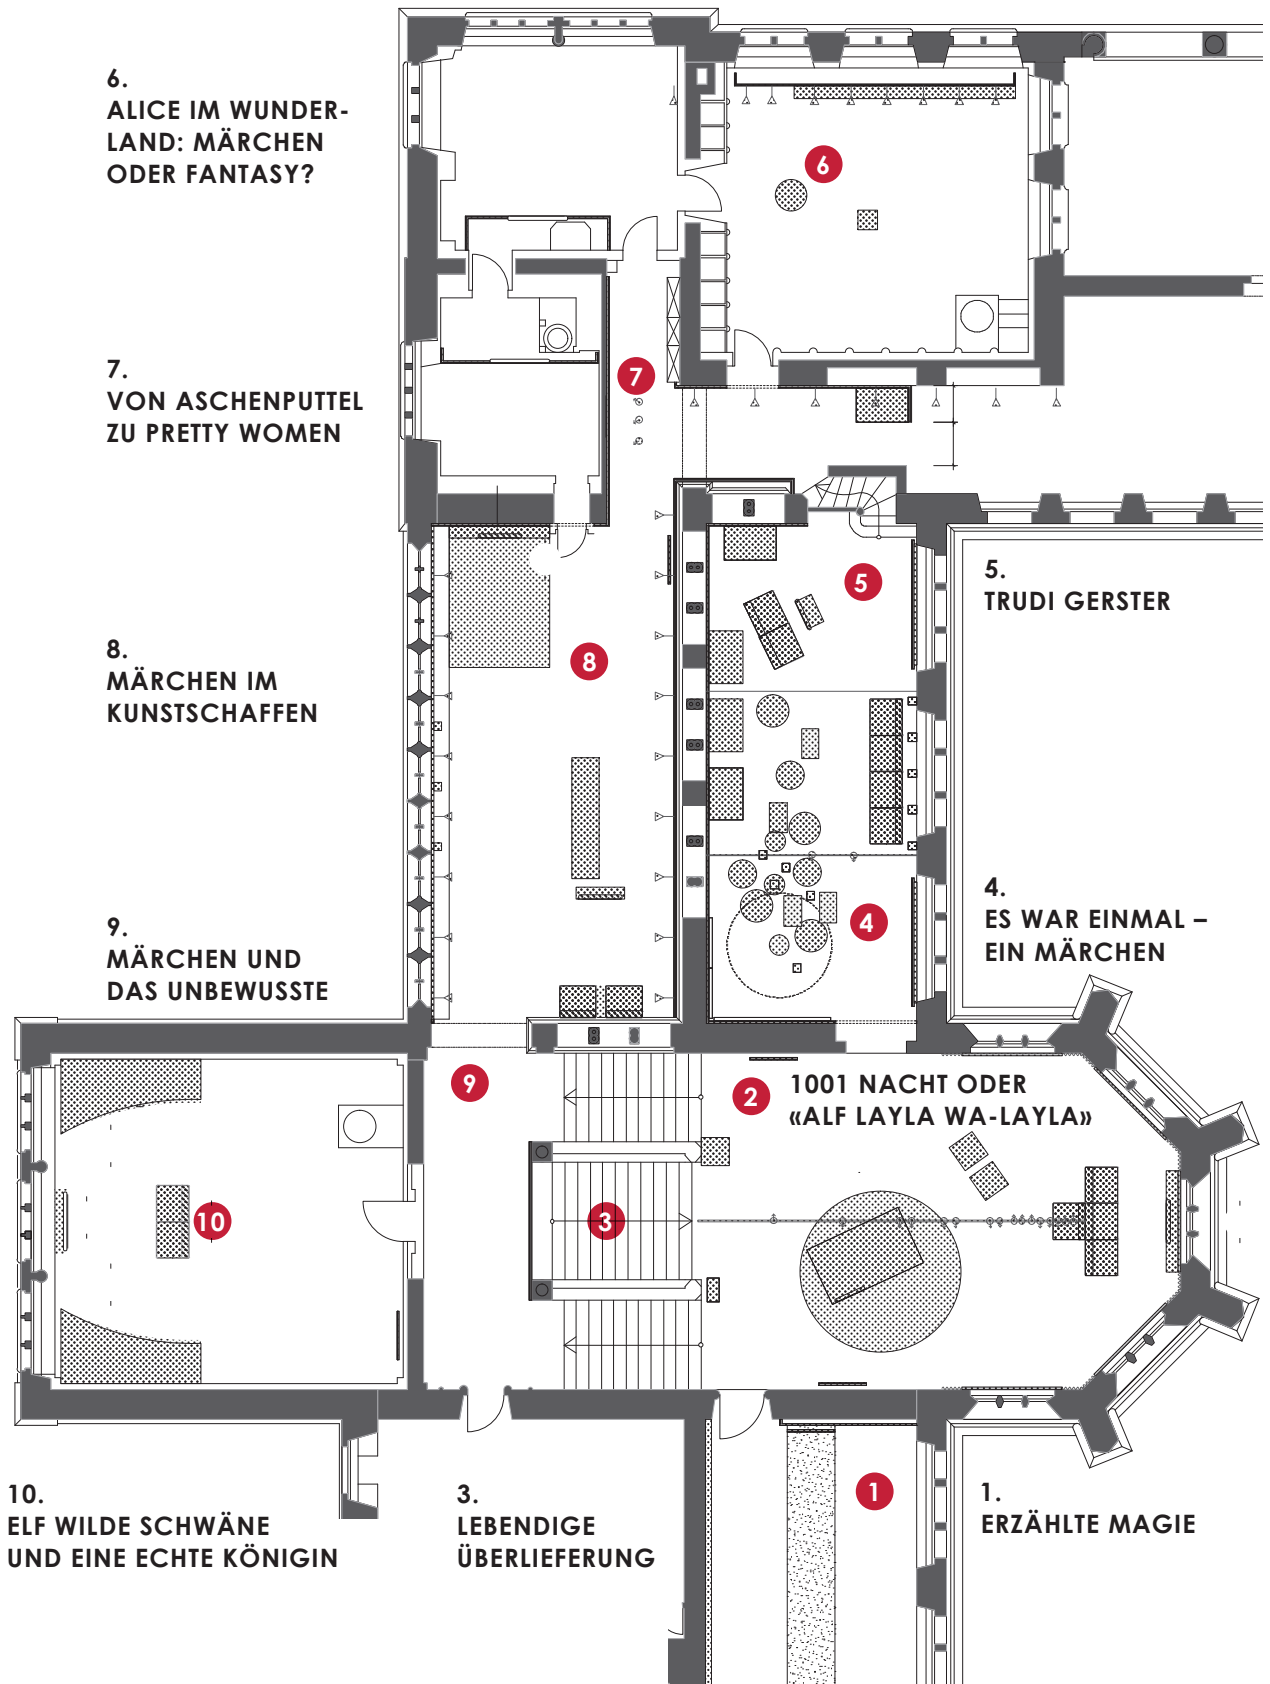 6.
ALICE IM WUNDER-
LAND: MÄRCHEN
ODER FANTASY?
6
7.
VON ASCHENPUTTEL
ZU PRETTY WOMEN
7
5
5.
TRUDI GERSTER
8.
MÄRCHEN IM
KUNSTSCHAFFEN
8
9.
MÄRCHEN UND
DAS UNBEWUSSTE
4
4.
ES WAR EINMAL –
EIN MÄRCHEN
9
2
1001 NACHT ODER
«ALF LAYLA WA-LAYLA»
10
3
10.
ELF WILDE SCHWÄNE
UND EINE ECHTE KÖNIGIN
3.
LEBENDIGE
ÜBERLIEFERUNG
1
1.
ERZÄHLTE MAGIE